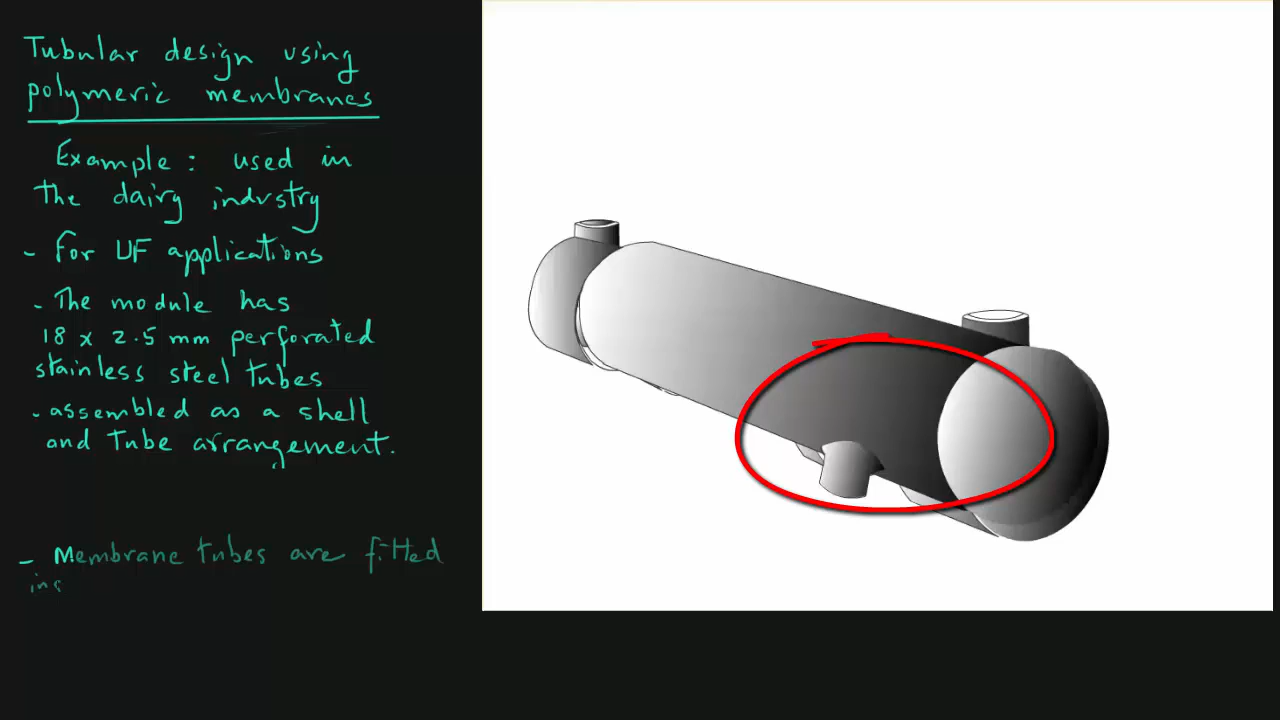 Tubular design using
polymeric membranes
Example: used in
the dairy industry
- For UF applications
- The module has
18 x 2.5 mm perforated
stainless steel tubes
- assembled as a shell
and Tube arrangement.
- Membrane tubes are fitted
ins